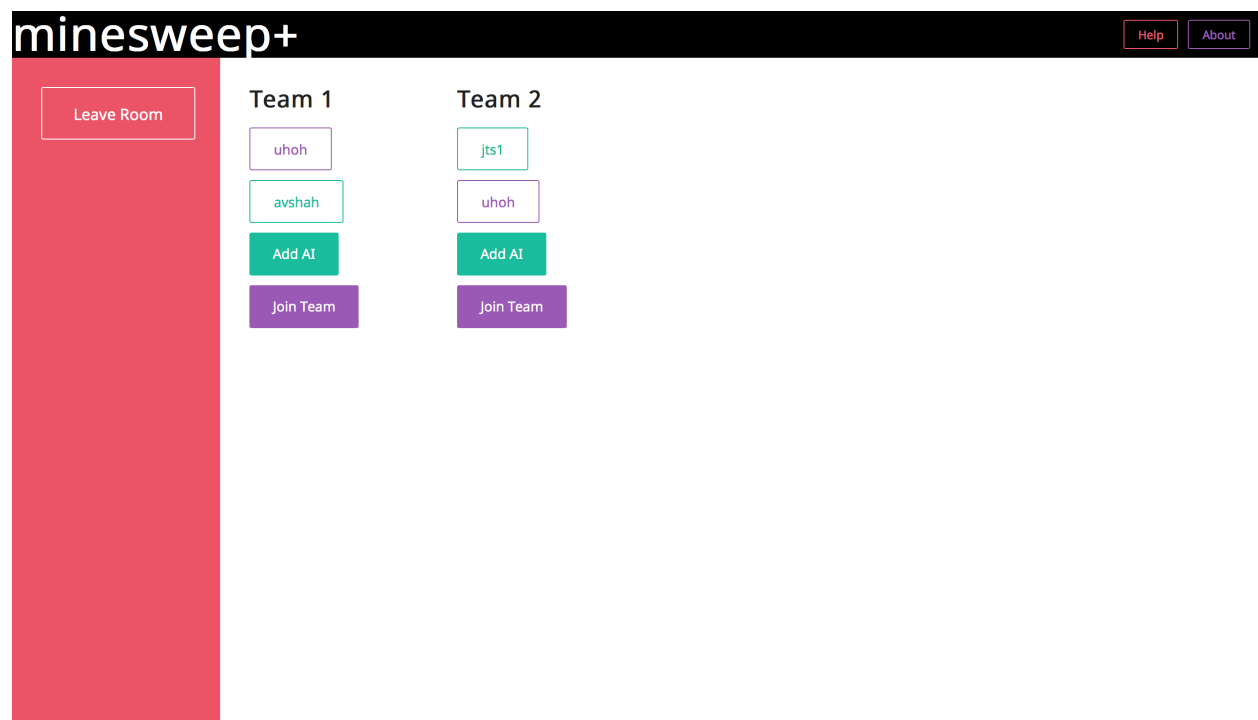 minesweep+
Help
About
Leave Room
Team 1
uhoh
avshah
Add AI
Join Team
Team 2
jts1
uhoh
Add AI
Join Team